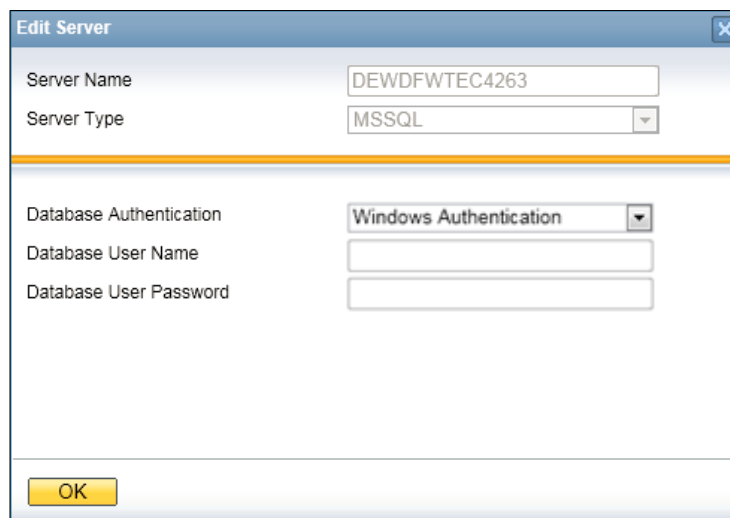 Edit Server
Server Name DEWDFWTEC4263
Server Type MSSQL
Database Authentication Windows Authentication
Database User Name
Database User Password
OK